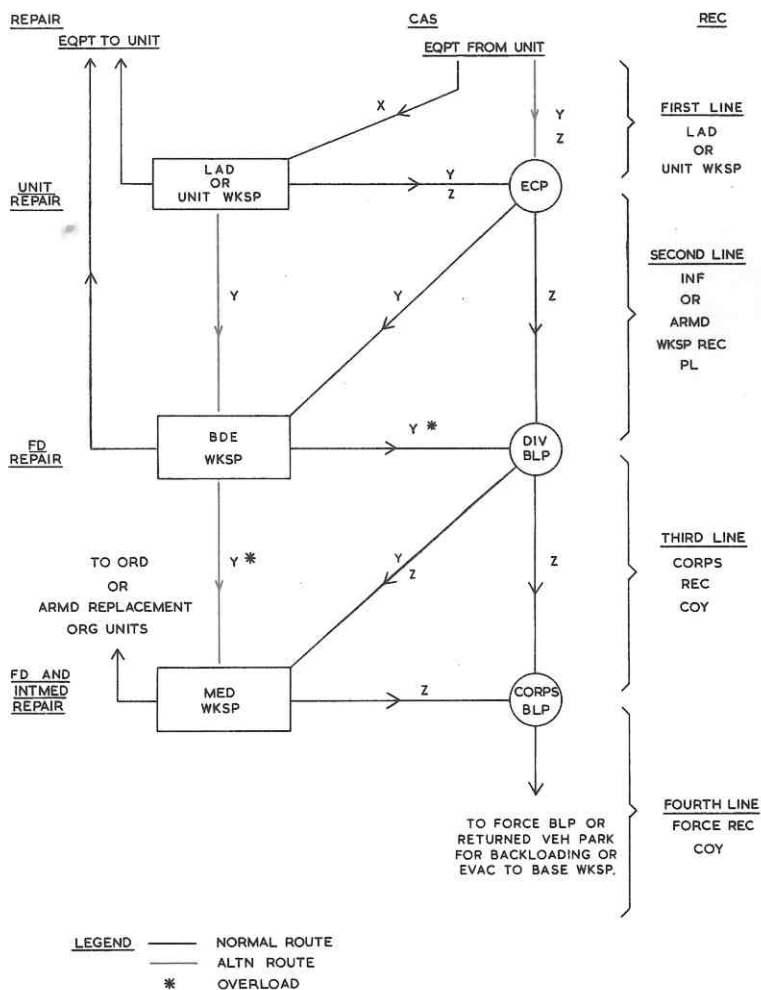 REPAIR
CAS
REC
EQPT TO UNIT
EQPT FROM UNIT
X
Y
Z
FIRST LINE
LAD
OR
UNIT WKSP
LAD
OR
UNIT WKSP
Y
Z
ECP
UNIT
REPAIR
Y
Y
Z
SECOND LINE
INF
OR
ARMD
WKSP REC
PL
BDE
WKSP
Y *
DIV
BLP
FD
REPAIR
Y *
Y
Z
Z
THIRD LINE
CORPS
REC
COY
TO ORD
OR
ARMD REPLACEMENT
ORG UNITS
FD AND
INTMED
REPAIR
MED
WKSP
Z
CORPS
BLP
TO FORCE BLP OR
RETURNED VEH PARK
FOR BACKLOADING OR
EVAC TO BASE WKSP.
FOURTH LINE
FORCE REC
COY
LEGEND
NORMAL ROUTE
ALTN ROUTE
* OVERLOAD